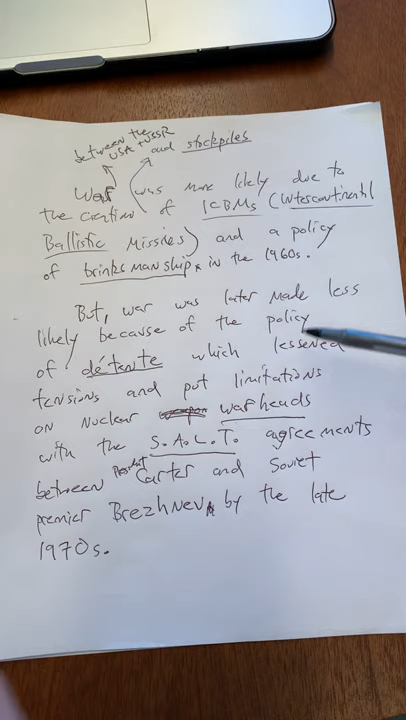 between the
USA + USSR
and stockpiles
War was more likely due to
the creation of ICBMs (Intercontinental
Ballistic Missiles) and a policy
of brinksmanship in the 1960s.
But, war was later made less
likely because of the policy
of détente which lessened
tensions and put limitations
on nuclear warheads
with the S.A.L.T. agreements
between President Carter and Soviet
premier Brezhnev by the late
1970s.